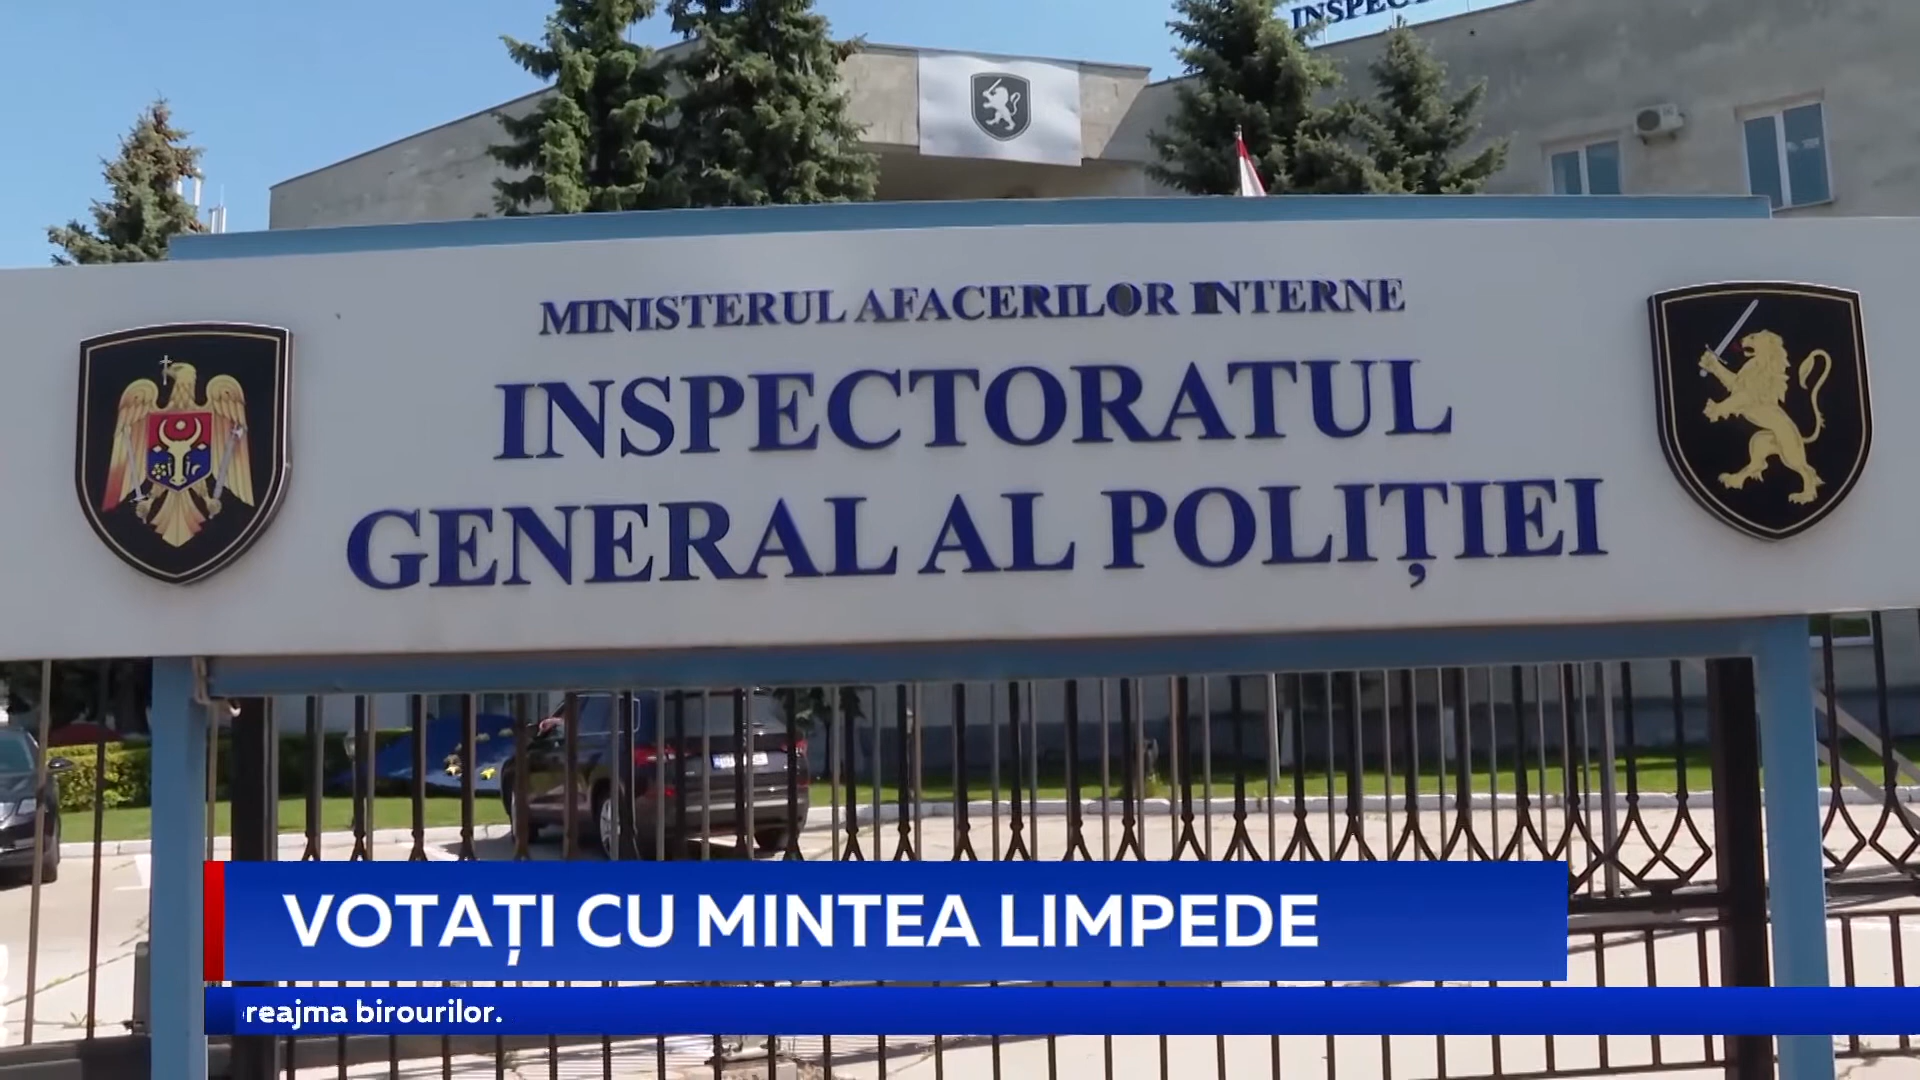 MINISTERUL AFACERILOR INTERNE
INSPECTORATUL
GENERAL AL POLIȚIEI
VOTAȚI CU MINTEA LIMPEDE
reajma birourilor.